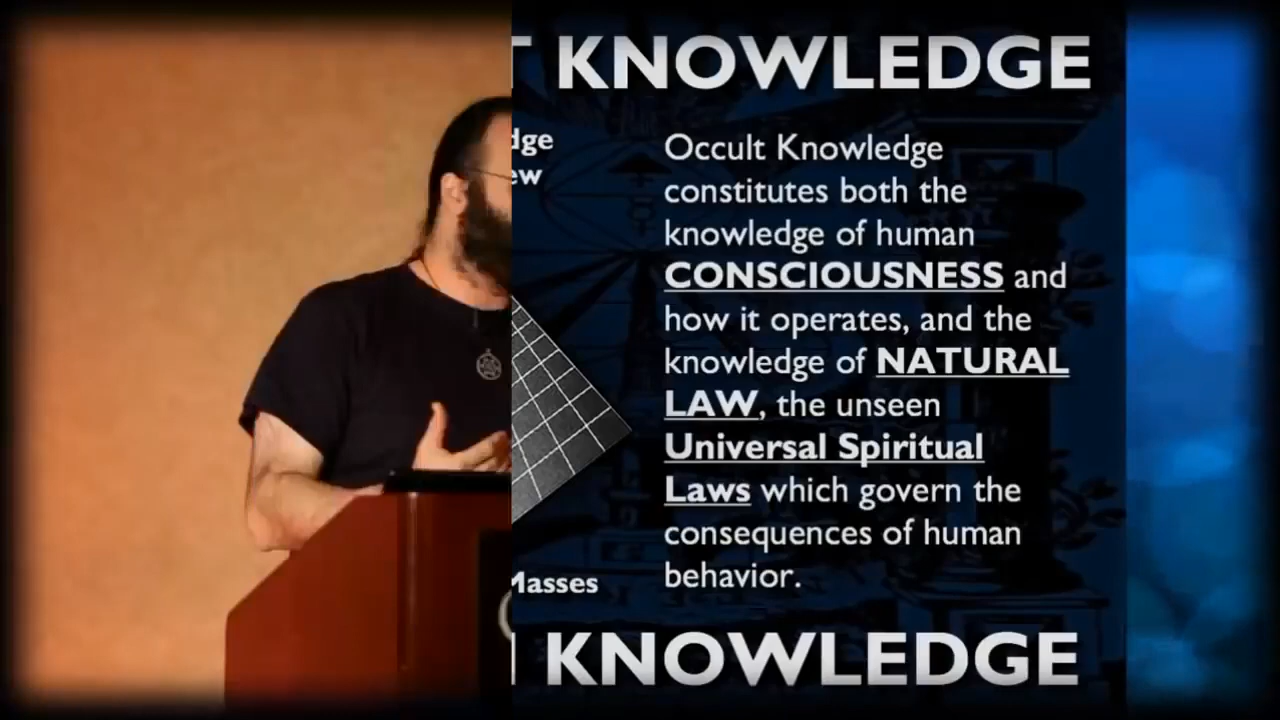 T KNOWLEDGE
dge
ew
Occult Knowledge
constitutes both the
knowledge of human
CONSCIOUSNESS and
how it operates, and the
knowledge of NATURAL
LAW, the unseen
Universal Spiritual
Laws which govern the
consequences of human
behavior.
Masses
KNOWLEDGE